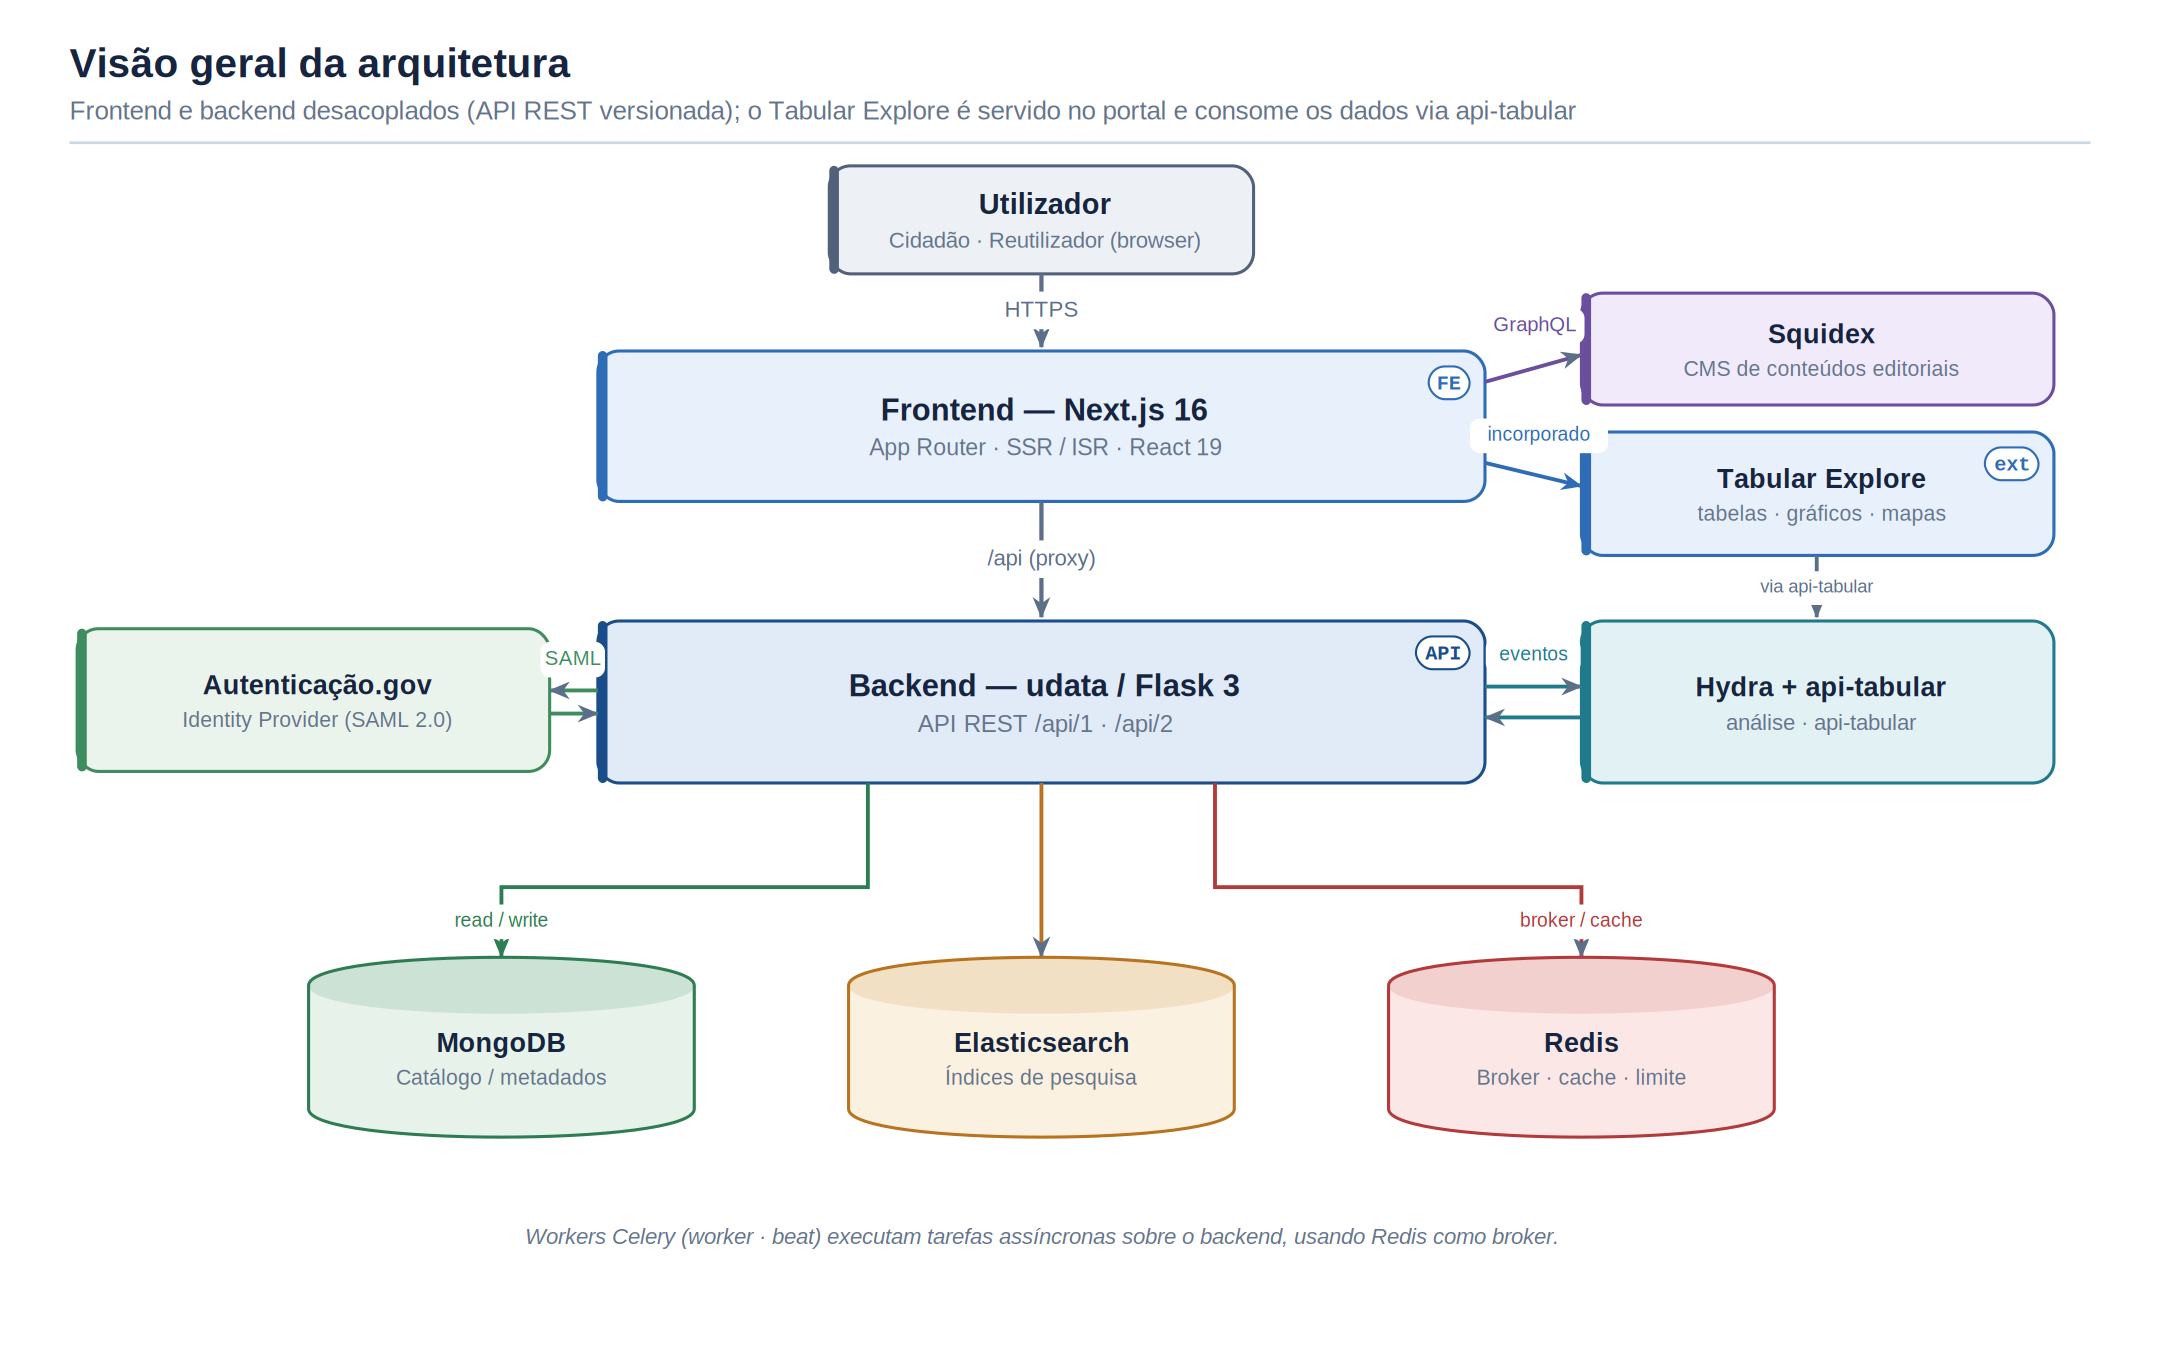 Visão geral da arquitetura
Frontend e backend desacoplados (API REST versionada); o Tabular Explore é servido no portal e consome os dados via api-tabular
Utilizador
Cidadão · Reutilizador (browser)
HTTPS
GraphQL
Squidex
CMS de conteúdos editoriais
FE
Frontend — Next.js 16
App Router · SSR / ISR · React 19
incorporado
ext
Tabular Explore
tabelas · gráficos · mapas
/api (proxy)
via api-tabular
Autenticação.gov
Identity Provider (SAML 2.0)
SAML
API
Backend — udata / Flask 3
API REST /api/1 · /api/2
eventos
Hydra + api-tabular
análise · api-tabular
read / write
broker / cache
MongoDB
Catálogo / metadados
Elasticsearch
Índices de pesquisa
Redis
Broker · cache · limite
Workers Celery (worker · beat) executam tarefas assíncronas sobre o backend, usando Redis como broker.